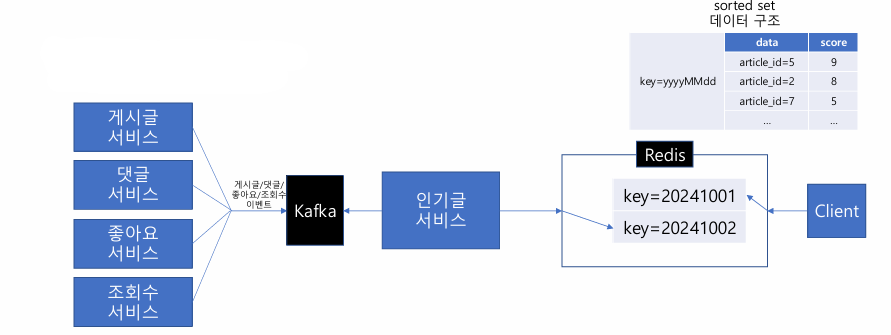 sorted set
데이터 구조
data score
key=yyyyMMdd
article_id=5 9
article_id=2 8
article_id=7 5
... ...
게시글
서비스
댓글
서비스
좋아요
서비스
조회수
서비스
게시글/댓글/
좋아요/조회수
이벤트
Kafka
인기글
서비스
Redis
key=20241001
key=20241002
Client